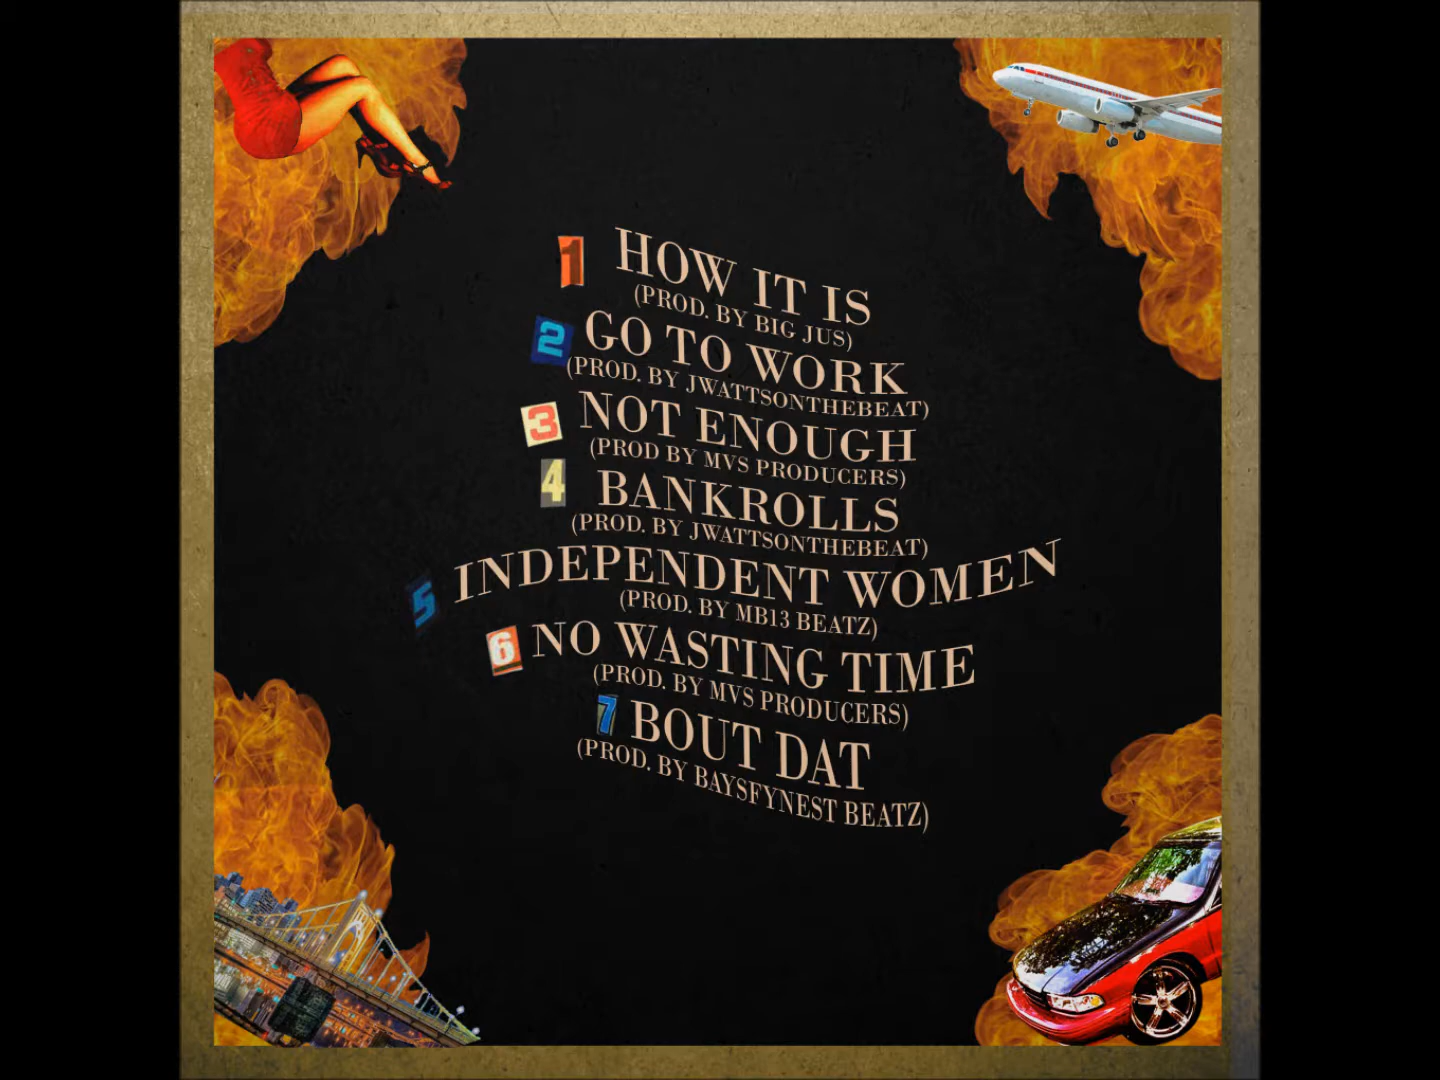 1 HOW IT IS
(PROD. BY BIG JUS)
2 GO TO WORK
(PROD. BY JWATTSONTHEBEAT)
3 NOT ENOUGH
(PROD BY MVS PRODUCERS)
4 BANKROLLS
(PROD. BY JWATTSONTHEBEAT)
5 INDEPENDENT WOMEN
(PROD. BY MB13 BEATZ)
6 NO WASTING TIME
(PROD. BY MVS PRODUCERS)
7 BOUT DAT
(PROD. BY BAYSFYNEST BEATZ)